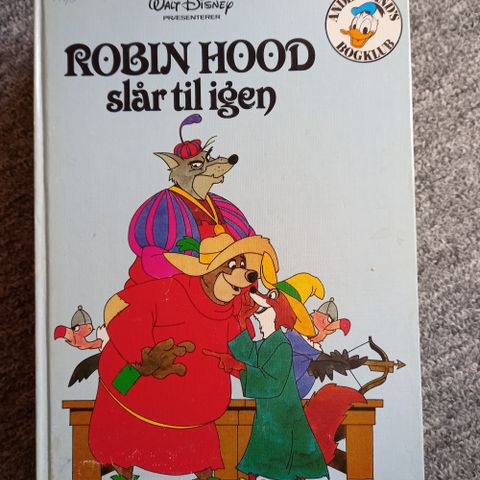 WALT DISNEY
PRÆSENTERER
ROBIN HOOD
slår til igen
BOGKLUB